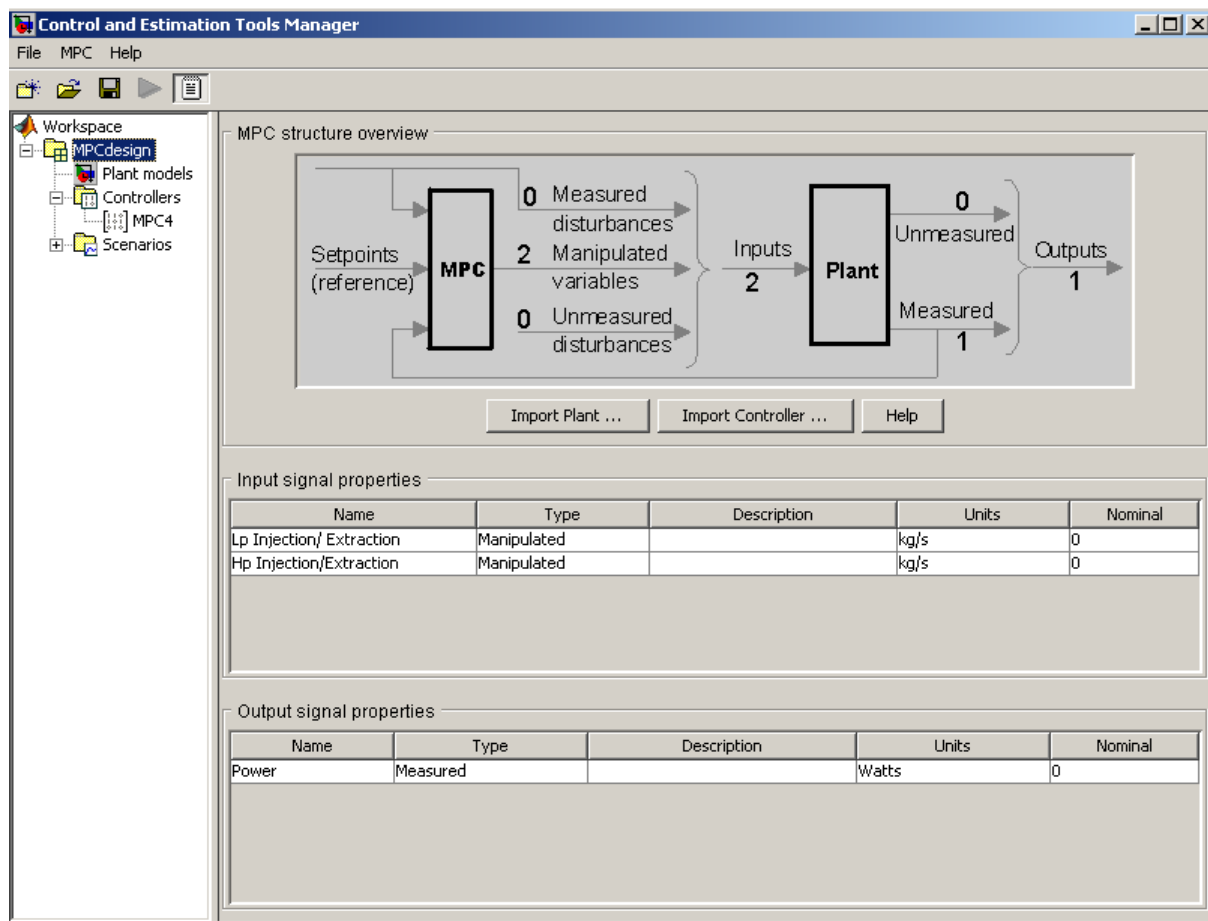 Control and Estimation Tools Manager
File MPC Help
Workspace
MPCdesign
Plant models
Controllers
MPC4
Scenarios
MPC structure overview
Setpoints
(reference)
MPC
0 Measured
disturbances
2 Manipulated
variables
0 Unmeasured
disturbances
Inputs
2
Plant
0
Unmeasured
Measured
1
Outputs
1
Import Plant ... Import Controller ... Help
Input signal properties
Name Type Description Units Nominal
Lp Injection/ Extraction Manipulated kg/s 0
Hp Injection/Extraction Manipulated kg/s 0
Output signal properties
Name Type Description Units Nominal
Power Measured Watts 0